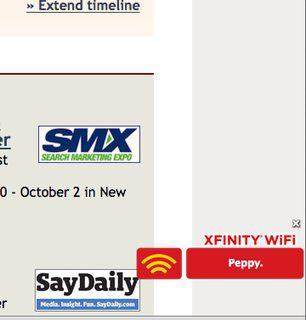 » Extend timeline
er
st
SMX
SEARCH MARKETING EXPO
0 - October 2 in New
XFINITY WiFi
Peppy.
SayDaily
Media. Insight. Fun. SayDaily.com
er